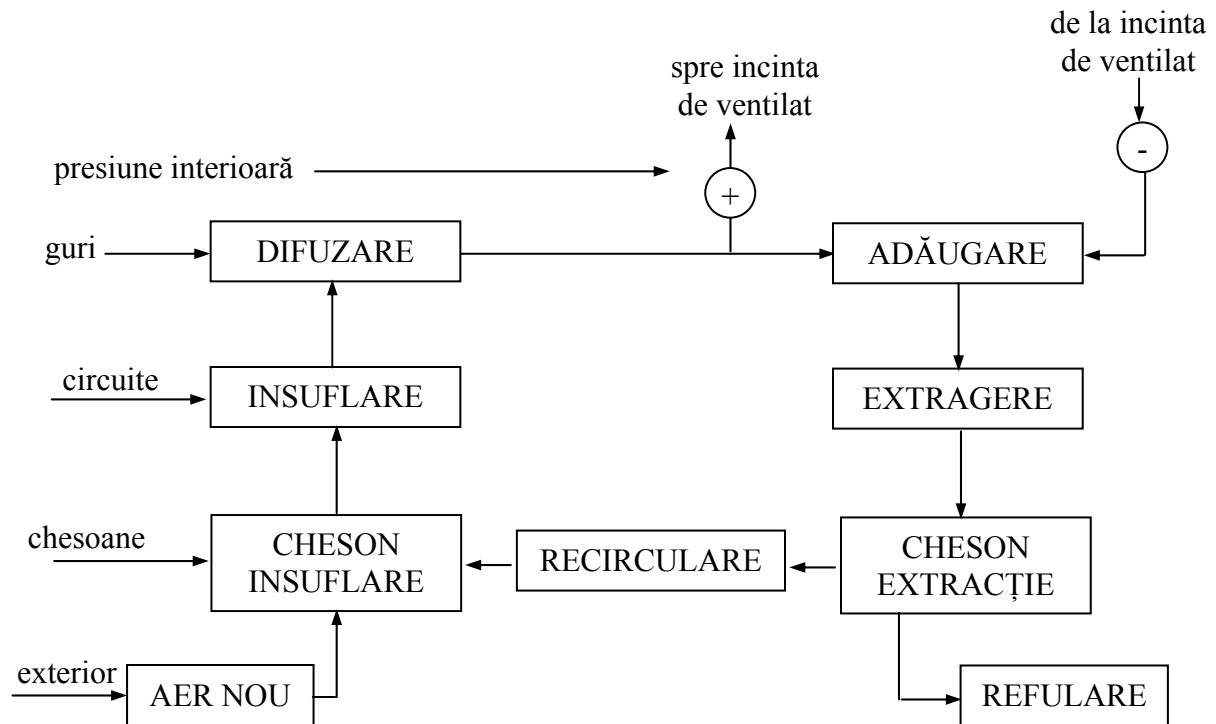 de la incinta
de ventilat
spre incinta
de ventilat
-
presiune interioară
+
guri
DIFUZARE
ADĂUGARE
circuite
INSUFLARE
EXTRAGERE
chesoane
CHESON
INSUFLARE
RECIRCULARE
CHESON
EXTRACȚIE
exterior
AER NOU
REFULARE